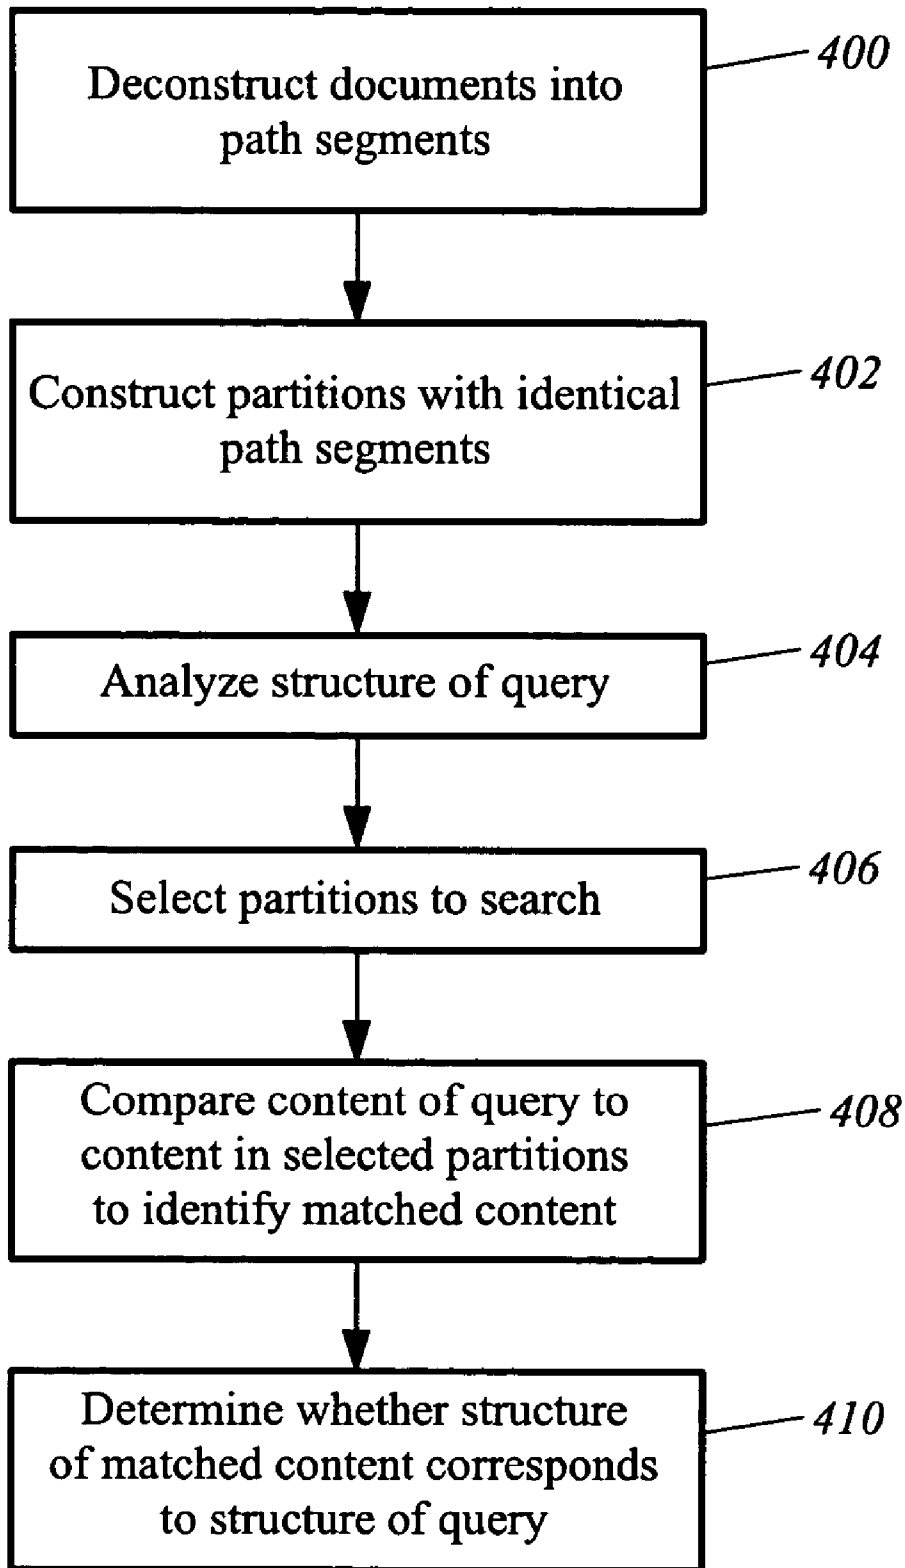 Deconstruct documents into
path segments
400
Construct partitions with identical
path segments
402
Analyze structure of query
404
Select partitions to search
406
Compare content of query to
content in selected partitions
to identify matched content
408
Determine whether structure
of matched content corresponds
to structure of query
410